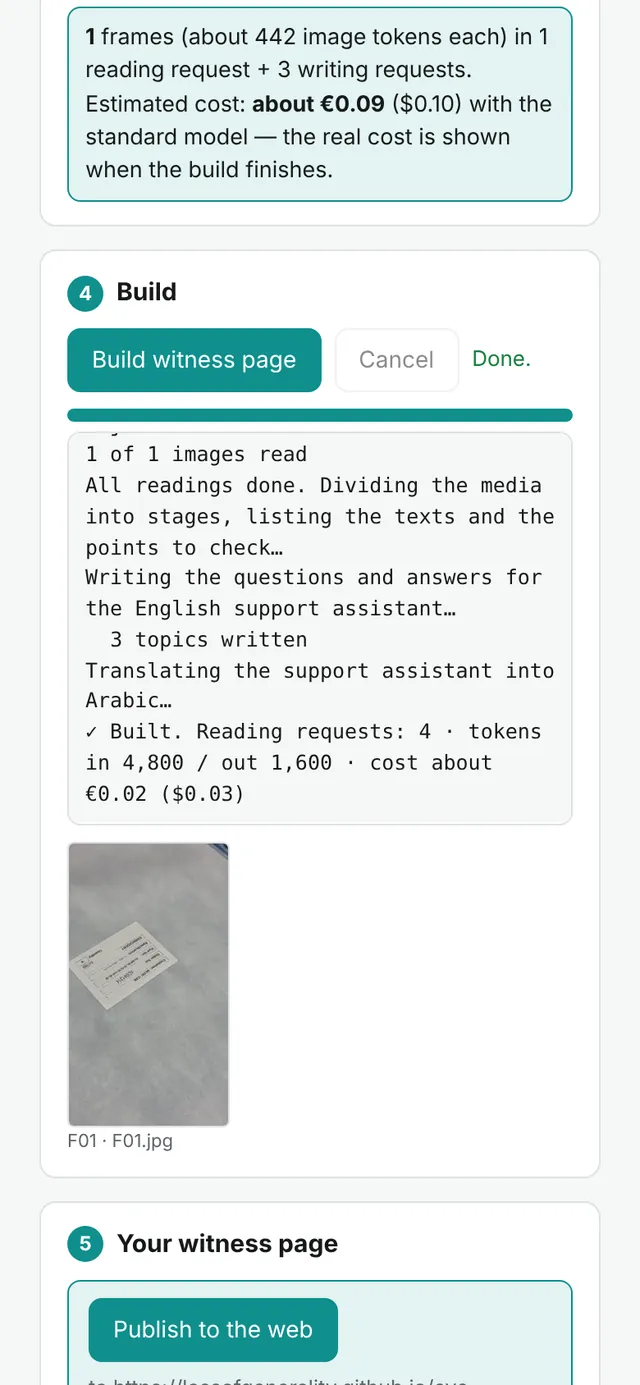 1 frames (about 442 image tokens each) in 1
reading request + 3 writing requests.
Estimated cost: about €0.09 ($0.10) with the
standard model — the real cost is shown
when the build finishes.
4 Build
Build witness page Cancel Done.
1 of 1 images read
All readings done. Dividing the media
into stages, listing the texts and the
points to check…
Writing the questions and answers for
the English support assistant…
3 topics written
Translating the support assistant into
Arabic…
✓ Built. Reading requests: 4 · tokens
in 4,800 / out 1,600 · cost about
€0.02 ($0.03)
F01 · F01.jpg
5 Your witness page
Publish to the web